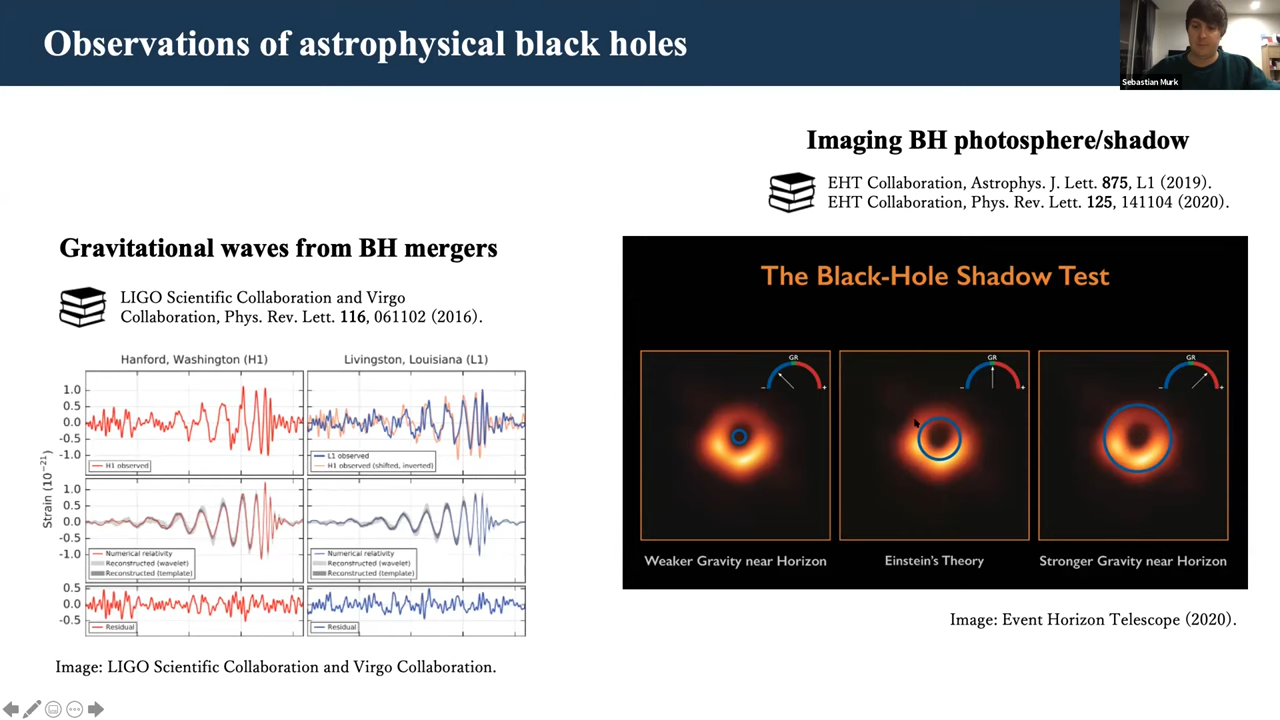 Observations of astrophysical black holes
Sebastian Murk
Imaging BH photosphere/shadow
EHT Collaboration, Astrophys. J. Lett. 875, L1 (2019).
EHT Collaboration, Phys. Rev. Lett. 125, 141104 (2020).
Gravitational waves from BH mergers
LIGO Scientific Collaboration and Virgo
Collaboration, Phys. Rev. Lett. 116, 061102 (2016).
Hanford, Washington (H1)
Livingston, Louisiana (L1)
Strain (10⁻²¹)
1.0
0.5
0.0
-0.5
-1.0
H1 observed
L1 observed
H1 observed (shifted, inverted)
1.0
0.5
0.0
-0.5
-1.0
Numerical relativity
Reconstructed (wavelet)
Reconstructed (template)
Numerical relativity
Reconstructed (wavelet)
Reconstructed (template)
0.5
0.0
-0.5
Residual
Residual
Image: LIGO Scientific Collaboration and Virgo Collaboration.
The Black-Hole Shadow Test
GR
− +
GR
− +
GR
− +
Weaker Gravity near Horizon
Einstein's Theory
Stronger Gravity near Horizon
Image: Event Horizon Telescope (2020).